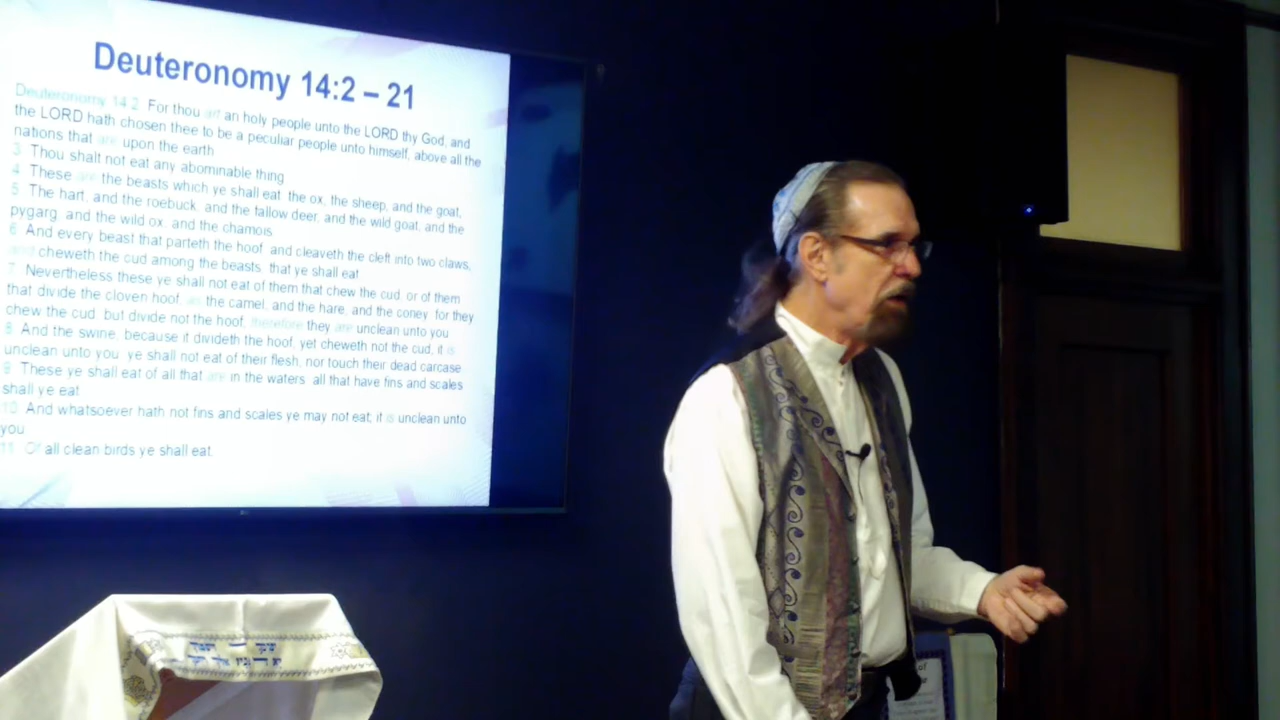 Deuteronomy 14:2 – 21
Deuteronomy 14:2 For thou art an holy people unto the LORD thy God, and
the LORD hath chosen thee to be a peculiar people unto himself, above all the
nations that are upon the earth
3 Thou shalt not eat any abominable thing
4 These are the beasts which ye shall eat the ox, the sheep, and the goat,
5 The hart, and the roebuck and the fallow deer, and the wild goat, and the
pygarg, and the wild ox, and the chamois
6 And every beast that parteth the hoof and cleaveth the cleft into two claws,
and cheweth the cud among the beasts that ye shall eat
7 Nevertheless these ye shall not eat of them that chew the cud, or of them
that divide the cloven hoof, as the camel, and the hare, and the coney for they
chew the cud, but divide not the hoof, therefore they are unclean unto you
8 And the swine, because it divideth the hoof, yet cheweth not the cud, it is
unclean unto you ye shall not eat of their flesh, nor touch their dead carcase
9 These ye shall eat of all that are in the waters all that have fins and scales
shall ye eat
10 And whatsoever hath not fins and scales ye may not eat; it is unclean unto
you
11 Of all clean birds ye shall eat.